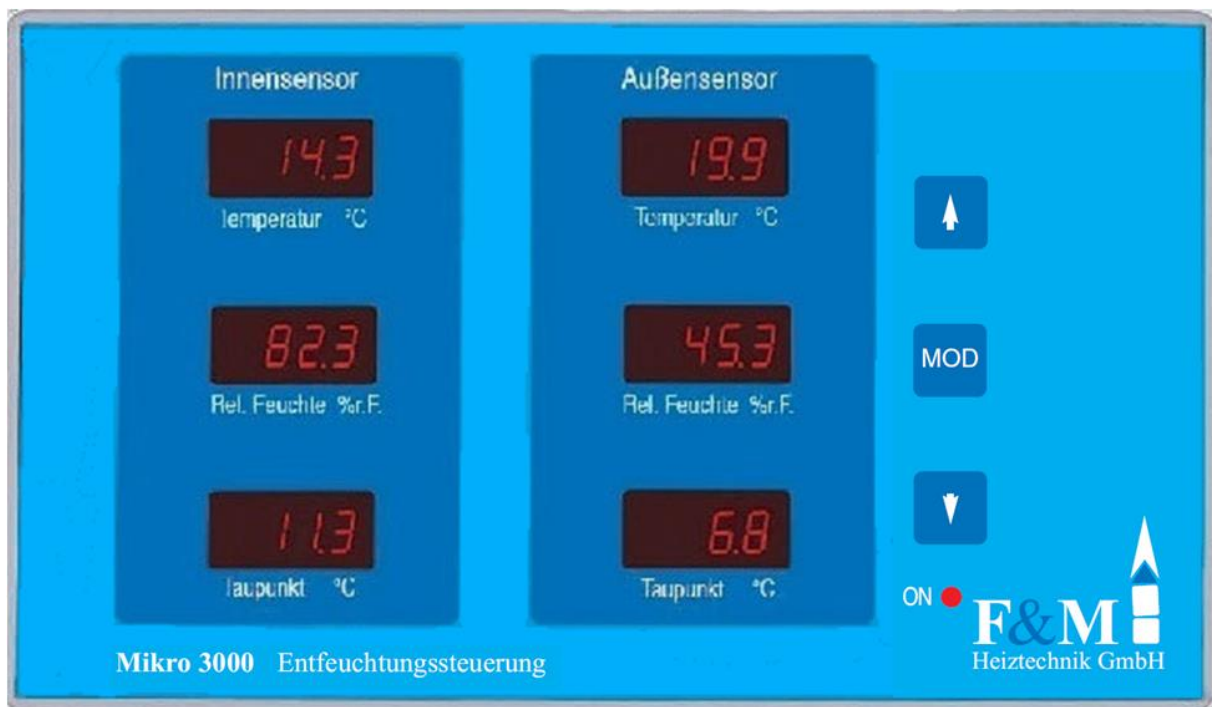 Innensensor
14.3
Temperatur °C
82.3
Rel. Feuchte %r.F.
11.3
Taupunkt °C
Außensensor
19.9
Temperatur °C
45.3
Rel. Feuchte %r.F.
6.8
Taupunkt °C
MOD
ON
F&M
Heiztechnik GmbH
Mikro 3000 Entfeuchtungssteuerung